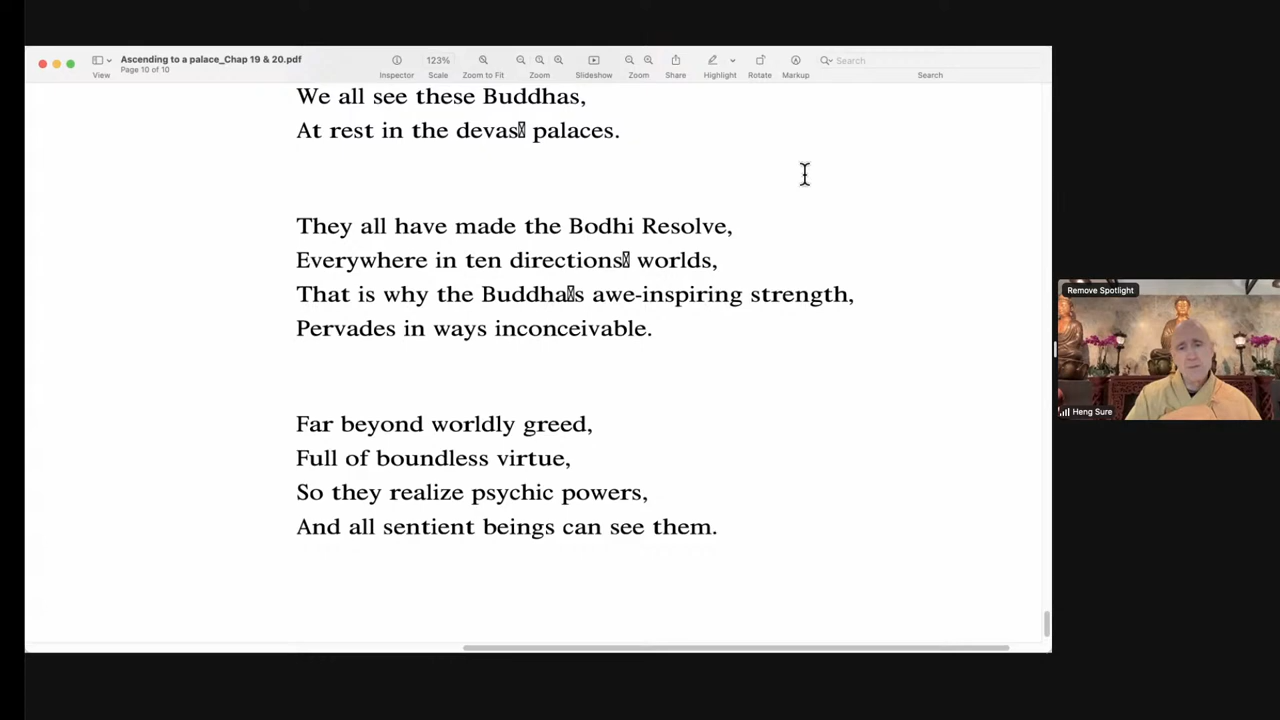 Ascending to a palace_Chap 19 & 20.pdf
Page 10 of 10
View
Inspector
123%
Scale
Zoom to Fit
Zoom
Slideshow
Zoom
Share
Highlight
Rotate
Markup
Search
Search
We all see these Buddhas,
At rest in the devas▯ palaces.
They all have made the Bodhi Resolve,
Everywhere in ten directions▯ worlds,
That is why the Buddha▯s awe-inspiring strength,
Pervades in ways inconceivable.
Far beyond worldly greed,
Full of boundless virtue,
So they realize psychic powers,
And all sentient beings can see them.
Remove Spotlight
Heng Sure